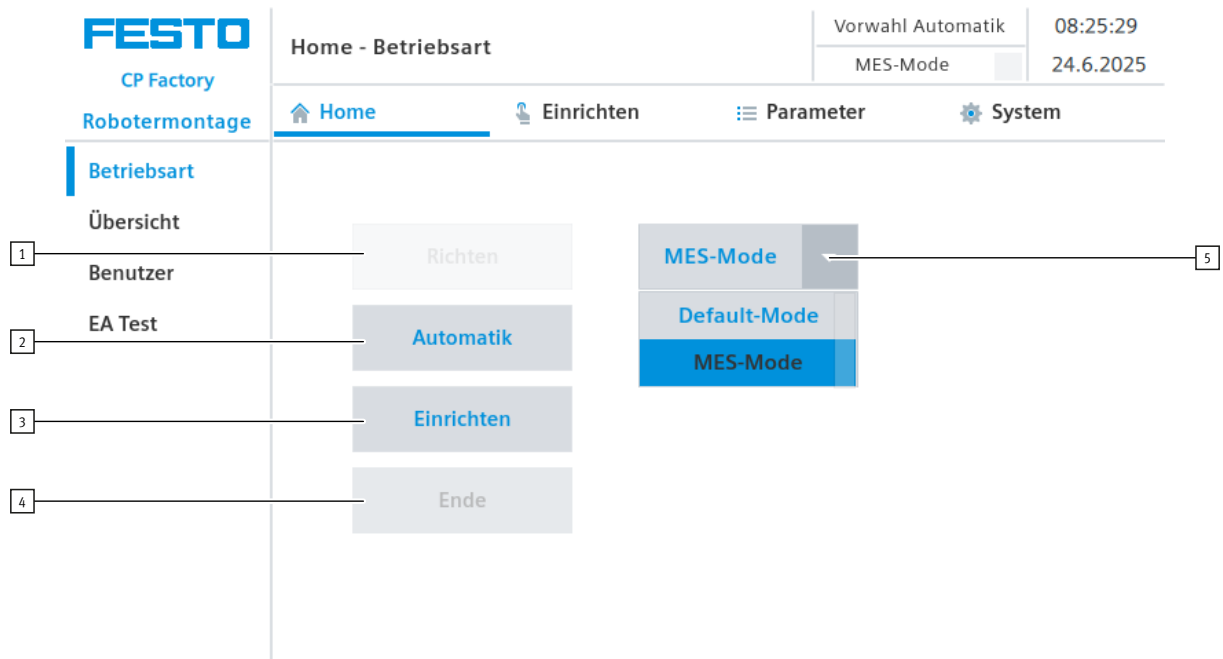 FESTO
CP Factory
Robotermontage
Home - Betriebsart
Vorwahl Automatik
MES-Mode
08:25:29
24.6.2025
Home
Einrichten
Parameter
System
Betriebsart
Übersicht
Benutzer
EA Test
1
2
3
4
Richten
Automatik
Einrichten
Ende
MES-Mode
Default-Mode
MES-Mode
5